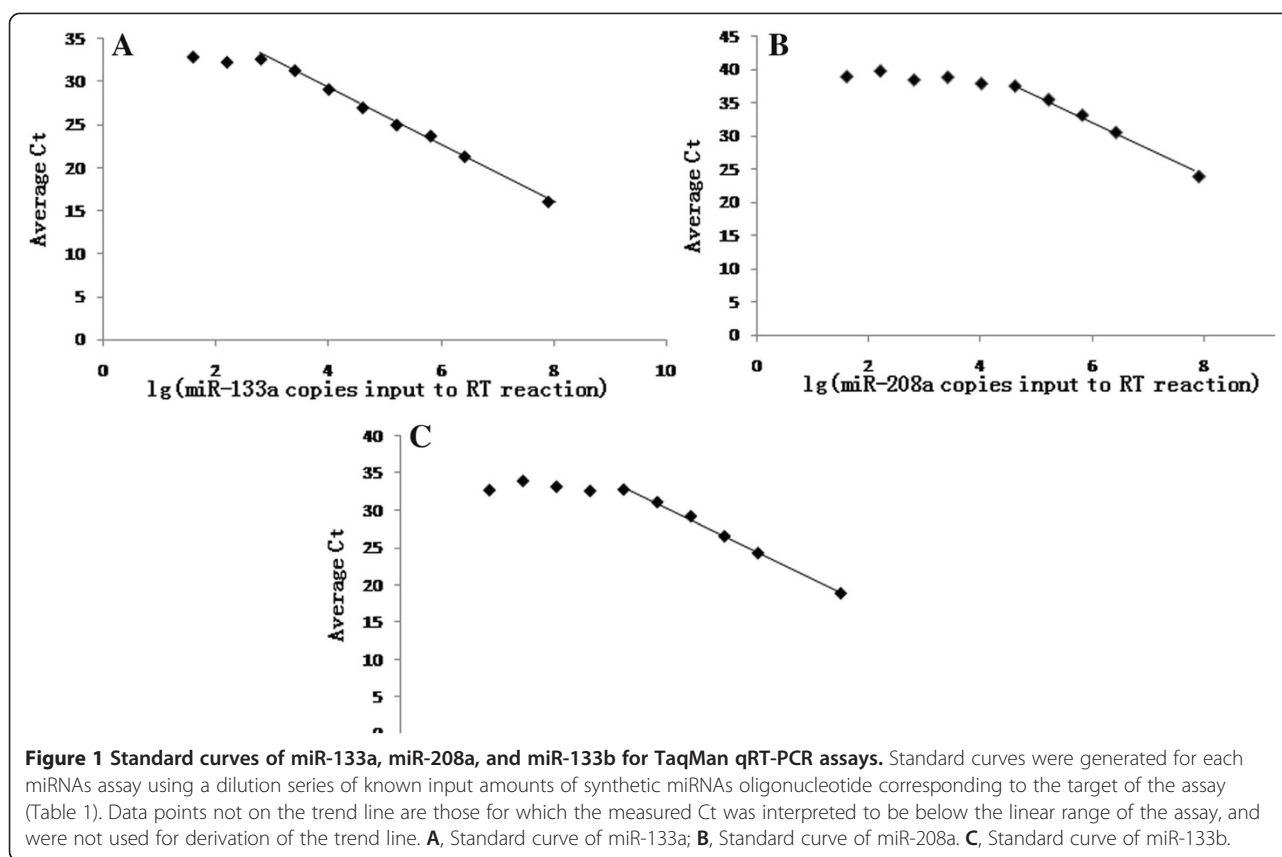 A
35
30
25
20
15
10
5
0
Average Ct
0 2 4 6 8 10
lg(miR-133a copies input to RT reaction)
B
45
40
35
30
25
20
15
10
5
0
Average Ct
0 2 4 6 8
lg(miR-208a copies input to RT reaction)
C
40
35
30
25
20
15
10
5
0
Average Ct
Figure 1 Standard curves of miR-133a, miR-208a, and miR-133b for TaqMan qRT-PCR assays. Standard curves were generated for each
miRNAs assay using a dilution series of known input amounts of synthetic miRNAs oligonucleotide corresponding to the target of the assay
(Table 1). Data points not on the trend line are those for which the measured Ct was interpreted to be below the linear range of the assay, and
were not used for derivation of the trend line. A, Standard curve of miR-133a; B, Standard curve of miR-208a. C, Standard curve of miR-133b.